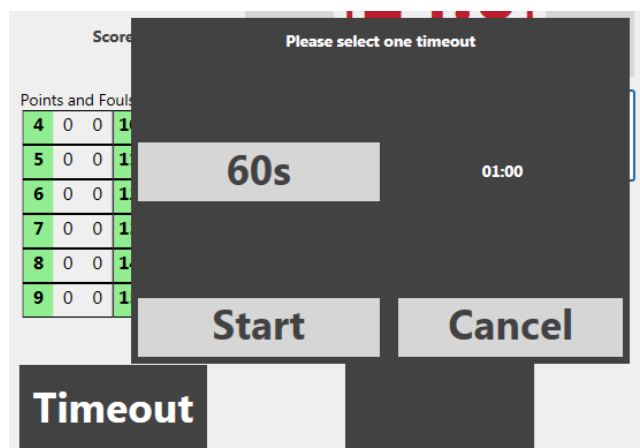 Score
Please select one timeout
Points and Fouls
4 0 0
5 0 0
60s 01:00
6 0 0
7 0 0
8 0 0
9 0 0
Start Cancel
Timeout